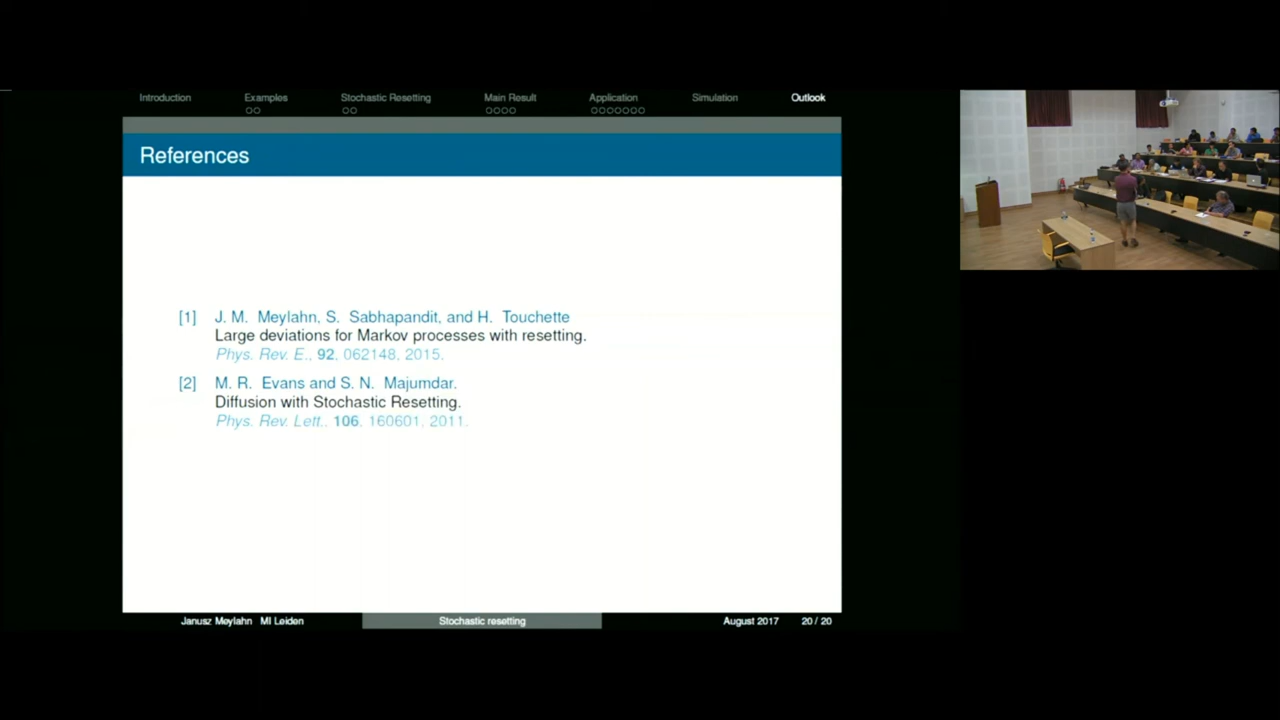 Introduction Examples Stochastic Resetting Main Result Application Simulation Outlook
References
[1] J. M. Meylahn, S. Sabhapandit, and H. Touchette
Large deviations for Markov processes with resetting.
Phys. Rev. E., 92, 062148, 2015.
[2] M. R. Evans and S. N. Majumdar.
Diffusion with Stochastic Resetting.
Phys. Rev. Lett., 106, 160601, 2011.
Janusz Meylahn MI Leiden Stochastic resetting August 2017 20 / 20